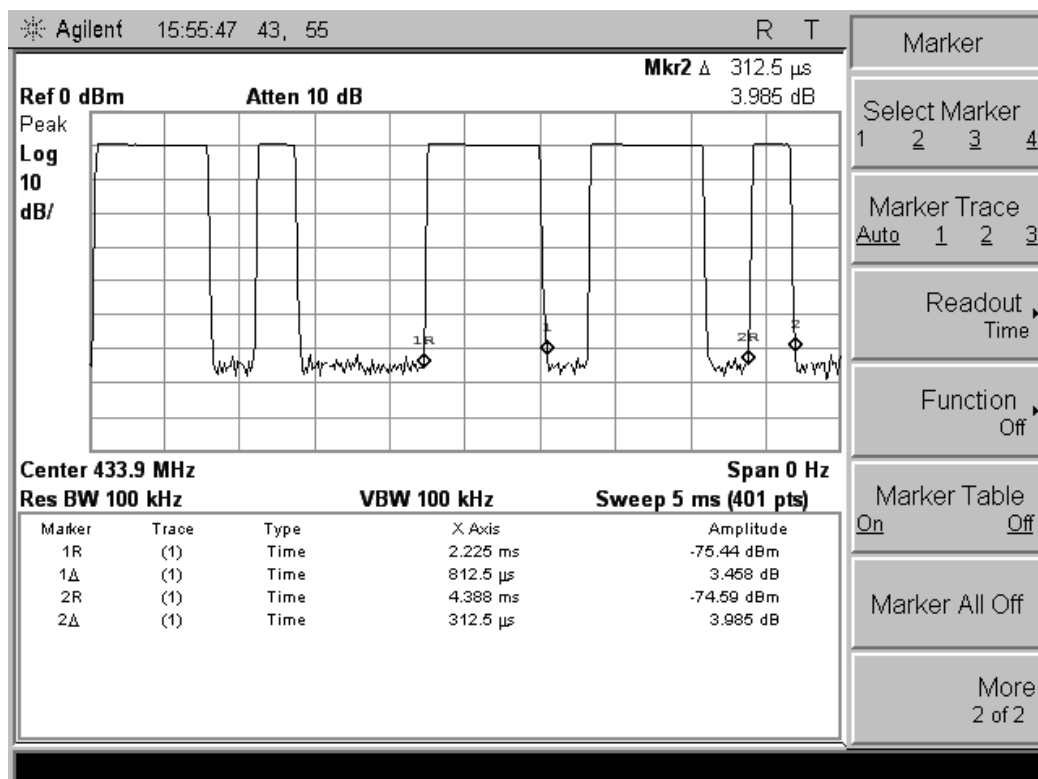 Agilent 15:55:47 43, 55 R T
Mkr2 Δ 312.5 µs
Ref 0 dBm Atten 10 dB 3.985 dB
Peak
Log
10
dB/
1R 1 2R 2
Center 433.9 MHz Span 0 Hz
Res BW 100 kHz VBW 100 kHz Sweep 5 ms (401 pts)
Marker Trace Type X Axis Amplitude
1R (1) Time 2.225 ms -75.44 dBm
1Δ (1) Time 812.5 µs 3.458 dB
2R (1) Time 4.388 ms -74.59 dBm
2Δ (1) Time 312.5 µs 3.985 dB
Marker
Select Marker
1 2 3 4
Marker Trace
Auto 1 2 3
Readout
Time
Function
Off
Marker Table
On Off
Marker All Off
More
2 of 2